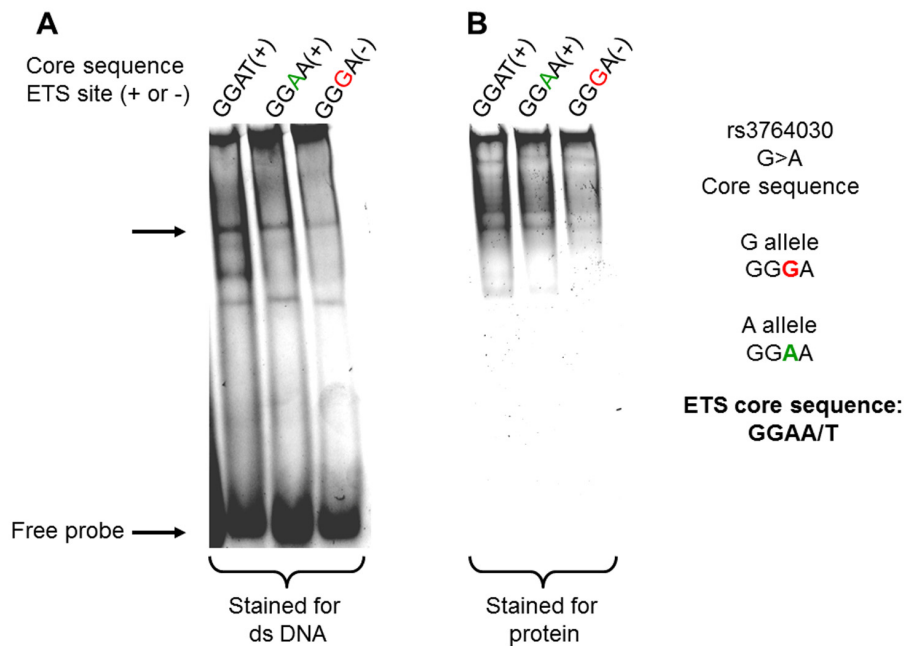 A
B
Core sequence
ETS site (+ or -)
GGAT(+)
GGAA(+)
GGGA(-)
GGAT(+)
GGAA(+)
GGGA(-)
rs3764030
G>A
Core sequence
G allele
GGGA
A allele
GGAA
ETS core sequence:
GGAA/T
Free probe
Stained for
ds DNA
Stained for
protein